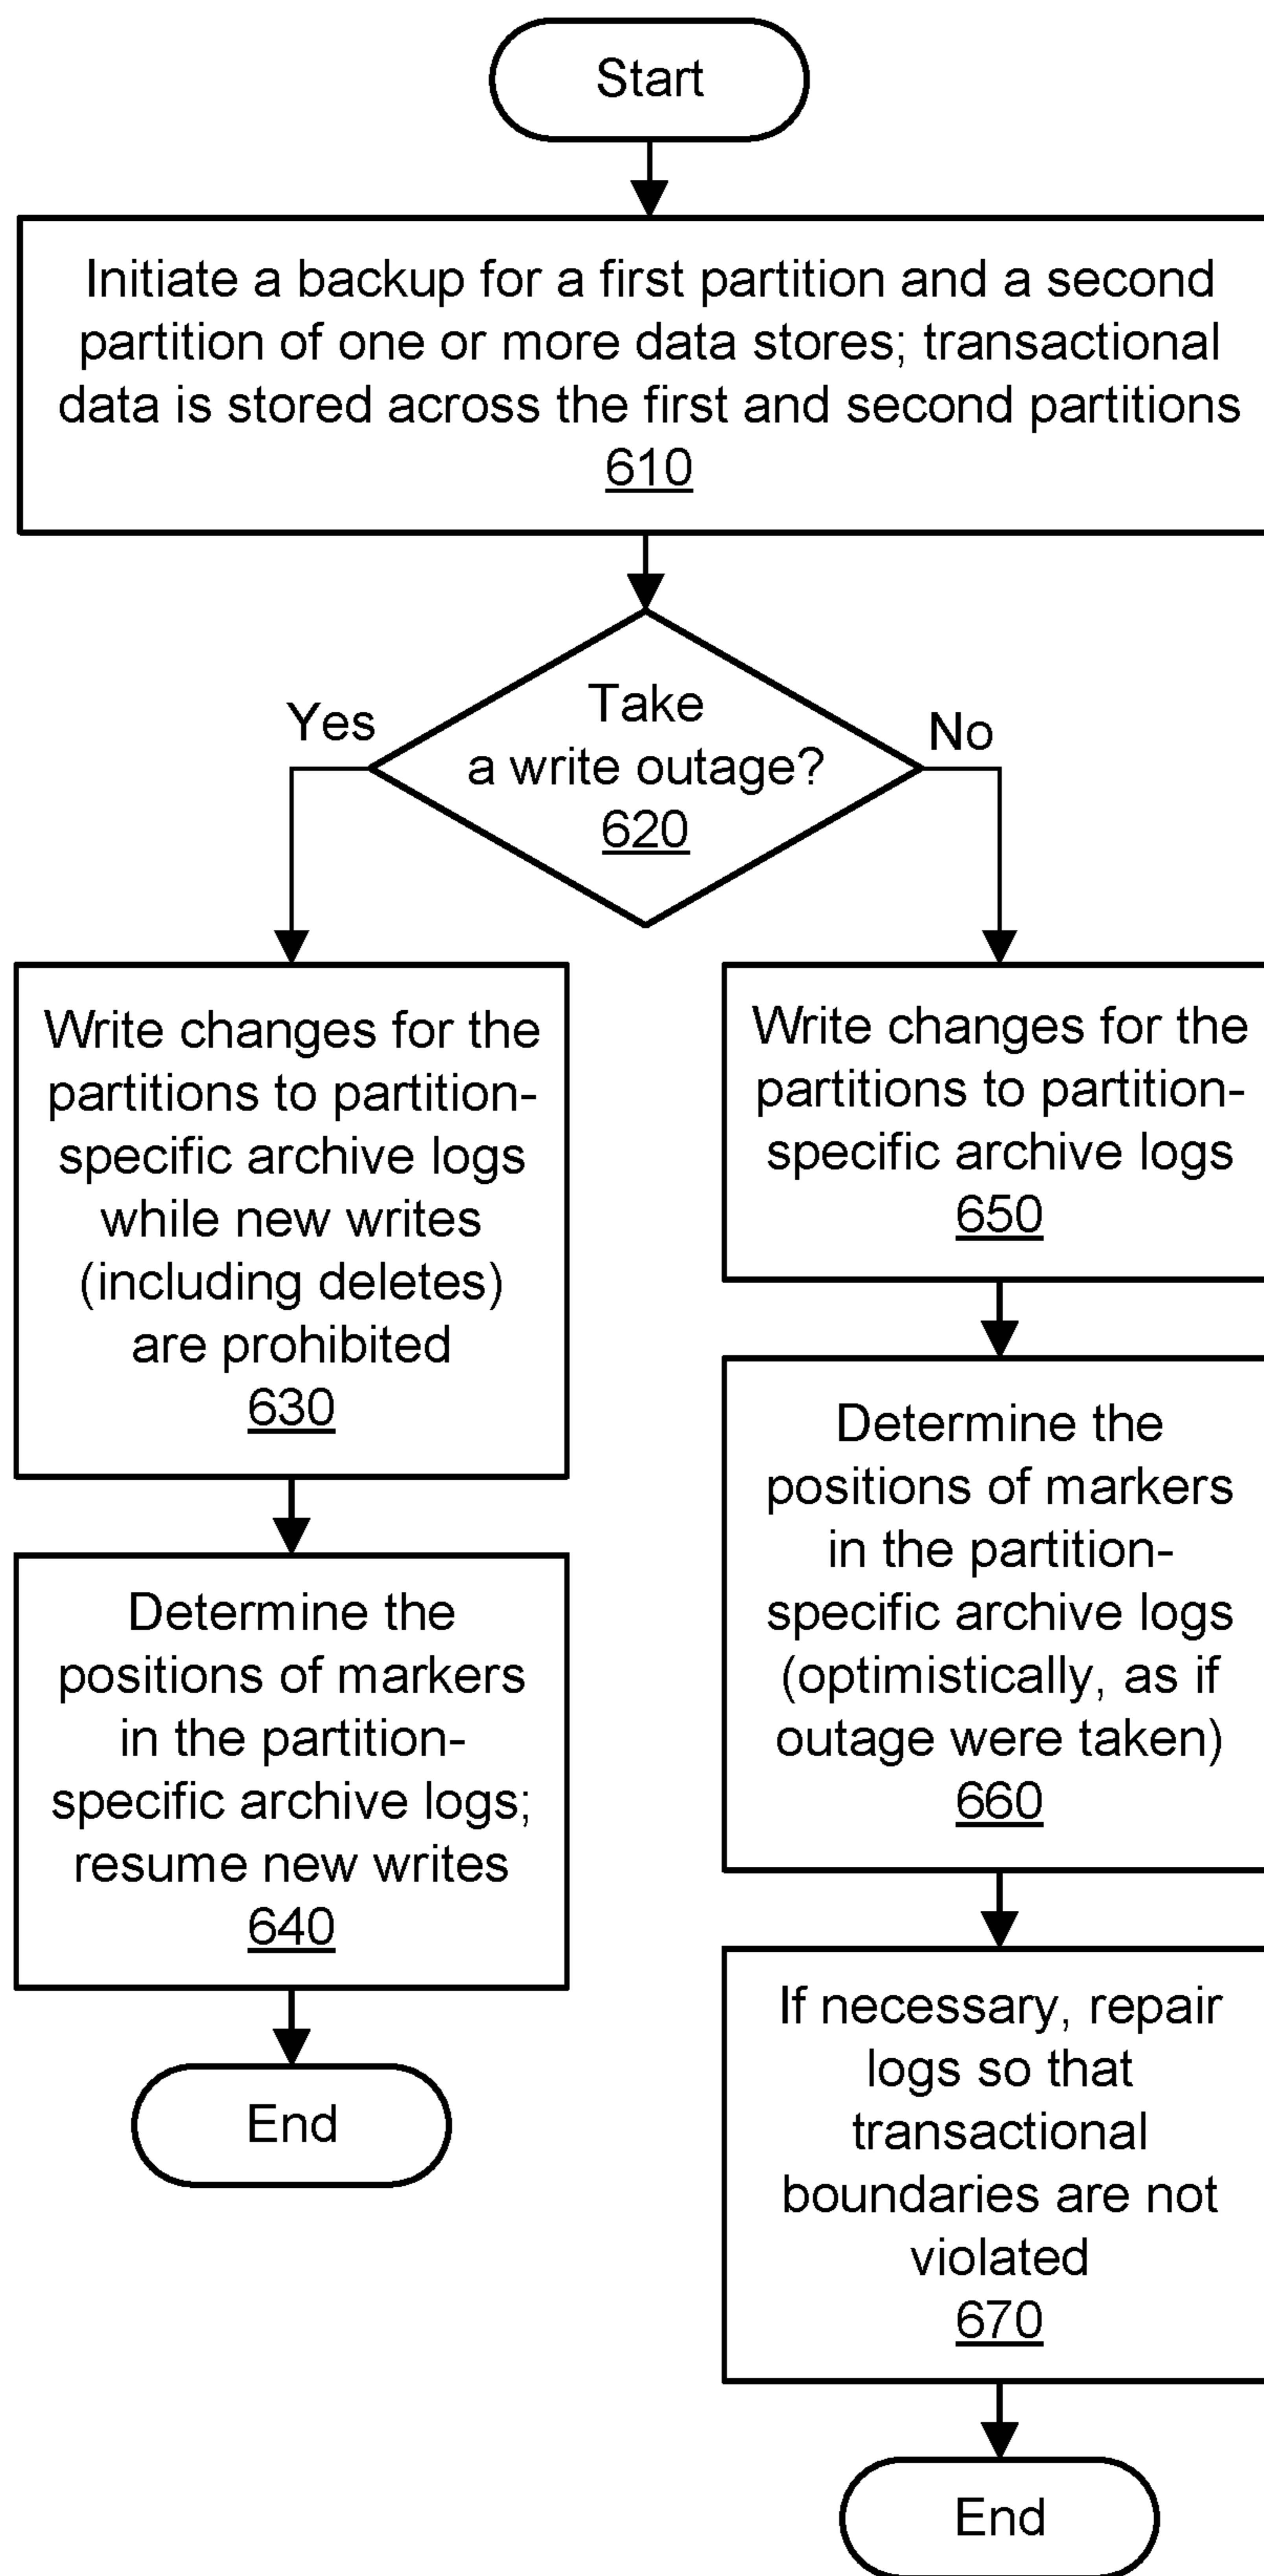 Start
Initiate a backup for a first partition and a second
partition of one or more data stores; transactional
data is stored across the first and second partitions
610
Take
a write outage?
620
Yes
No
Write changes for the
partitions to partition-
specific archive logs
while new writes
(including deletes)
are prohibited
630
Determine the
positions of markers
in the partition-
specific archive logs;
resume new writes
640
End
Write changes for the
partitions to partition-
specific archive logs
650
Determine the
positions of markers
in the partition-
specific archive logs
(optimistically, as if
outage were taken)
660
If necessary, repair
logs so that
transactional
boundaries are not
violated
670
End